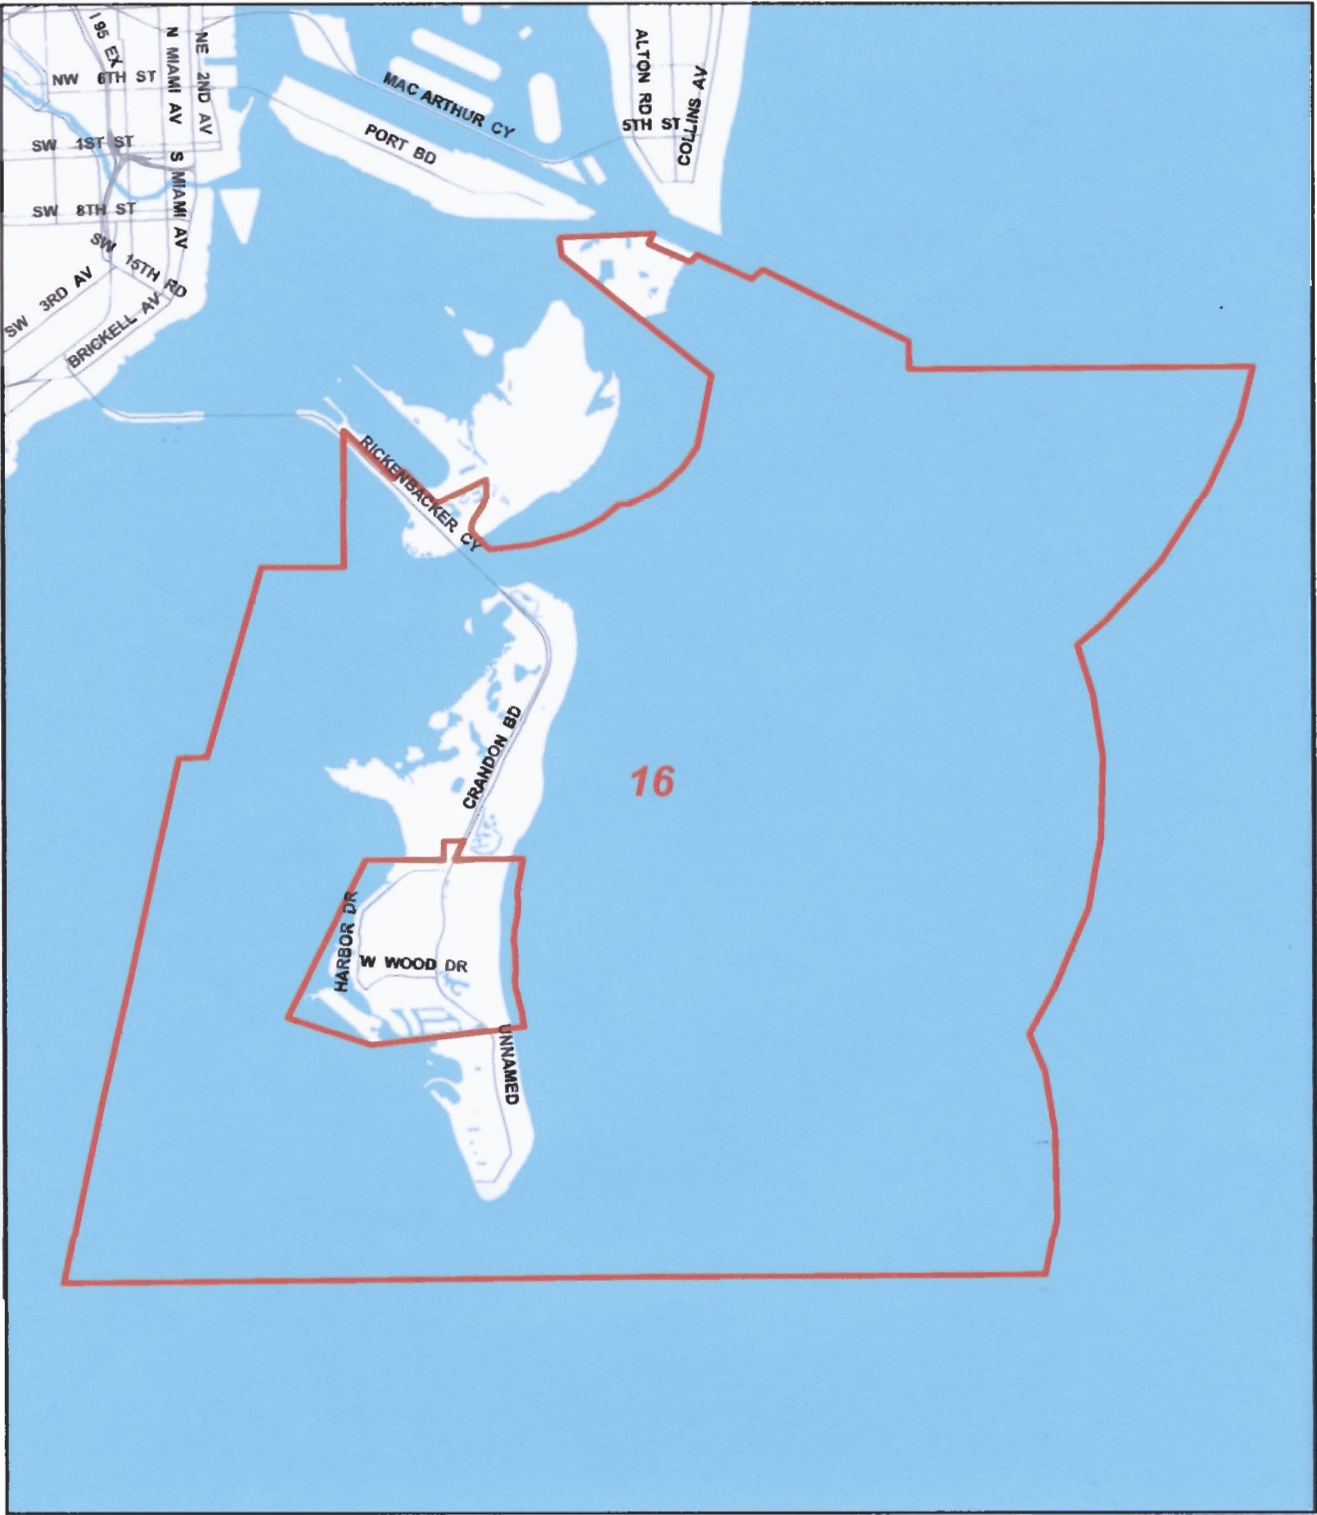 I 95 EX
N MIAMI AV
NE 2ND AV
NW 6TH ST
SW 1ST ST
S MIAMI AV
SW 8TH ST
SW 15TH RD
SW 3RD AV
BRICKELL AV
MAC ARTHUR CY
PORT BD
ALTON RD
COLLINS AV
5TH ST
RICKENBACKER CY
CRANDON BD
16
HARBOR DR
W WOOD DR
UNNAMED